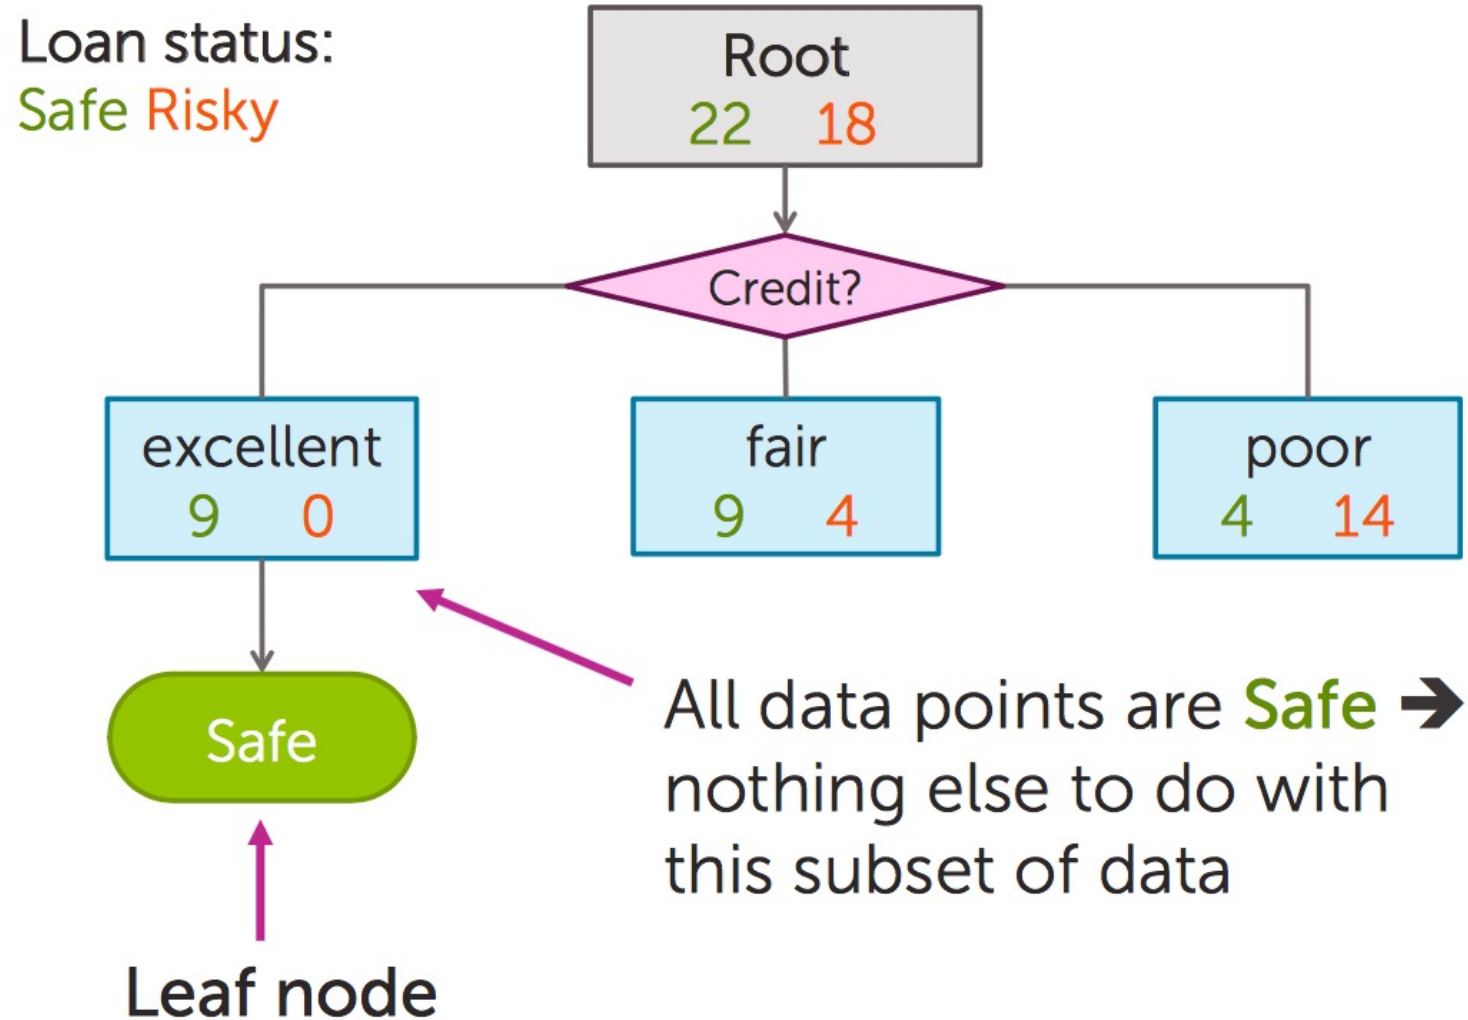 Loan status:
Safe Risky
Root
22 18
Credit?
excellent
9 0
fair
9 4
poor
4 14
Safe
All data points are Safe ➔
nothing else to do with
this subset of data
Leaf node